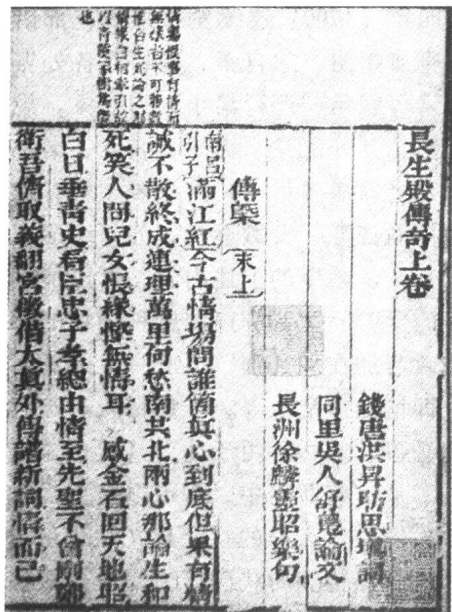 長生殿傳奇上卷
錢唐洪昇昉思填詞
同里吳人舒鳧論文
長洲徐麟靈昭樂句
傳槩 末上
南呂引子滿江紅今古情場問誰個真心到底但果有精
誠不散終成連理萬里何愁南共北兩心那論生和
死笑人間兒女悵緣慳無情耳 感金石回天地昭
白日垂青史看臣忠子孝總由情至先聖不曾刪鄭
衛吾儕取義翻宮徵借太真外傳譜新詞情而已